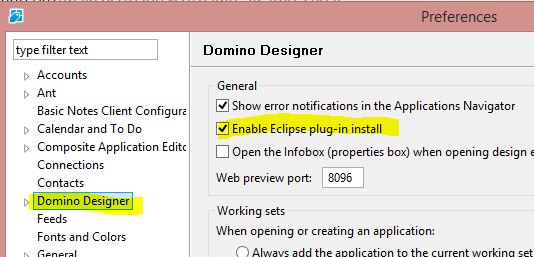 Preferences
type filter text
Accounts
Ant
Basic Notes Client Configura
Calendar and To Do
Composite Application Edito
Connections
Contacts
Domino Designer
Feeds
Fonts and Colors
General
Domino Designer
General
Show error notifications in the Applications Navigator
Enable Eclipse plug-in install
Open the Infobox (properties box) when opening design e
Web preview port: 8096
Working sets
When opening or creating an application:
Always add the application to the current working set